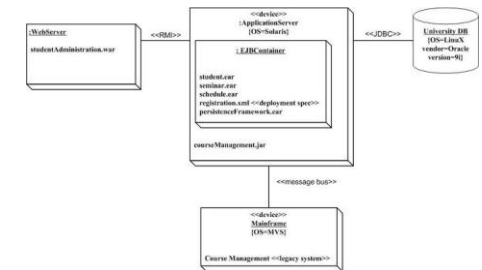 :WebServer
studentAdministration.war
<<RMI>>
<<device>>
:ApplicationServer
{OS=Solaris}
: EJBContainer
student.ear
seminar.ear
schedule.ear
registration.xml <<deployment spec>>
persistenceFramework.ear
courseManagement.jar
<<JDBC>>
University DB
{OS=LinuX
vendor=Oracle
version=9i}
<<message bus>>
<<device>>
Mainframe
{OS=MVS}
Course Management <<legacy system>>